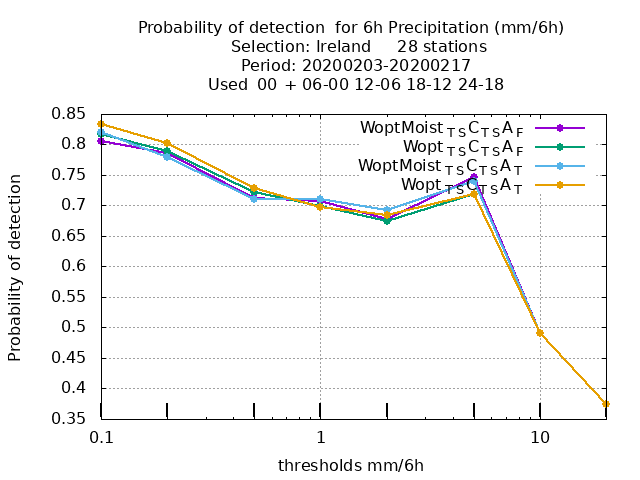 Probability of detection  for 6h Precipitation (mm/6h)
Selection: Ireland     28 stations
Period: 20200203-20200217
Used  00 + 06-00 12-06 18-12 24-18
WoptMoist TS C TS A F
Wopt TS C TS A F
WoptMoist TS C TS A T
Wopt TS C TS A T
0.85
0.8
0.75
0.7
0.65
0.6
0.55
0.5
0.45
0.4
0.35
Probability of detection
0.1
1
10
thresholds mm/6h